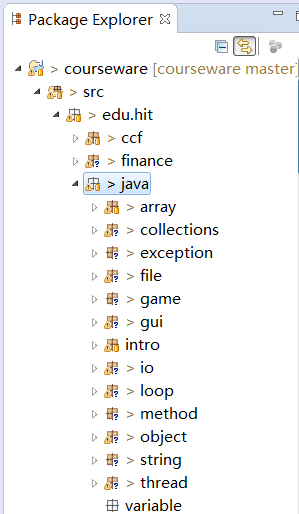 Package Explorer
> courseware [courseware master]
> src
> edu.hit
> ccf
> finance
> java
> array
> collections
> exception
> file
> game
> gui
intro
> io
> loop
> method
> object
> string
> thread
variable